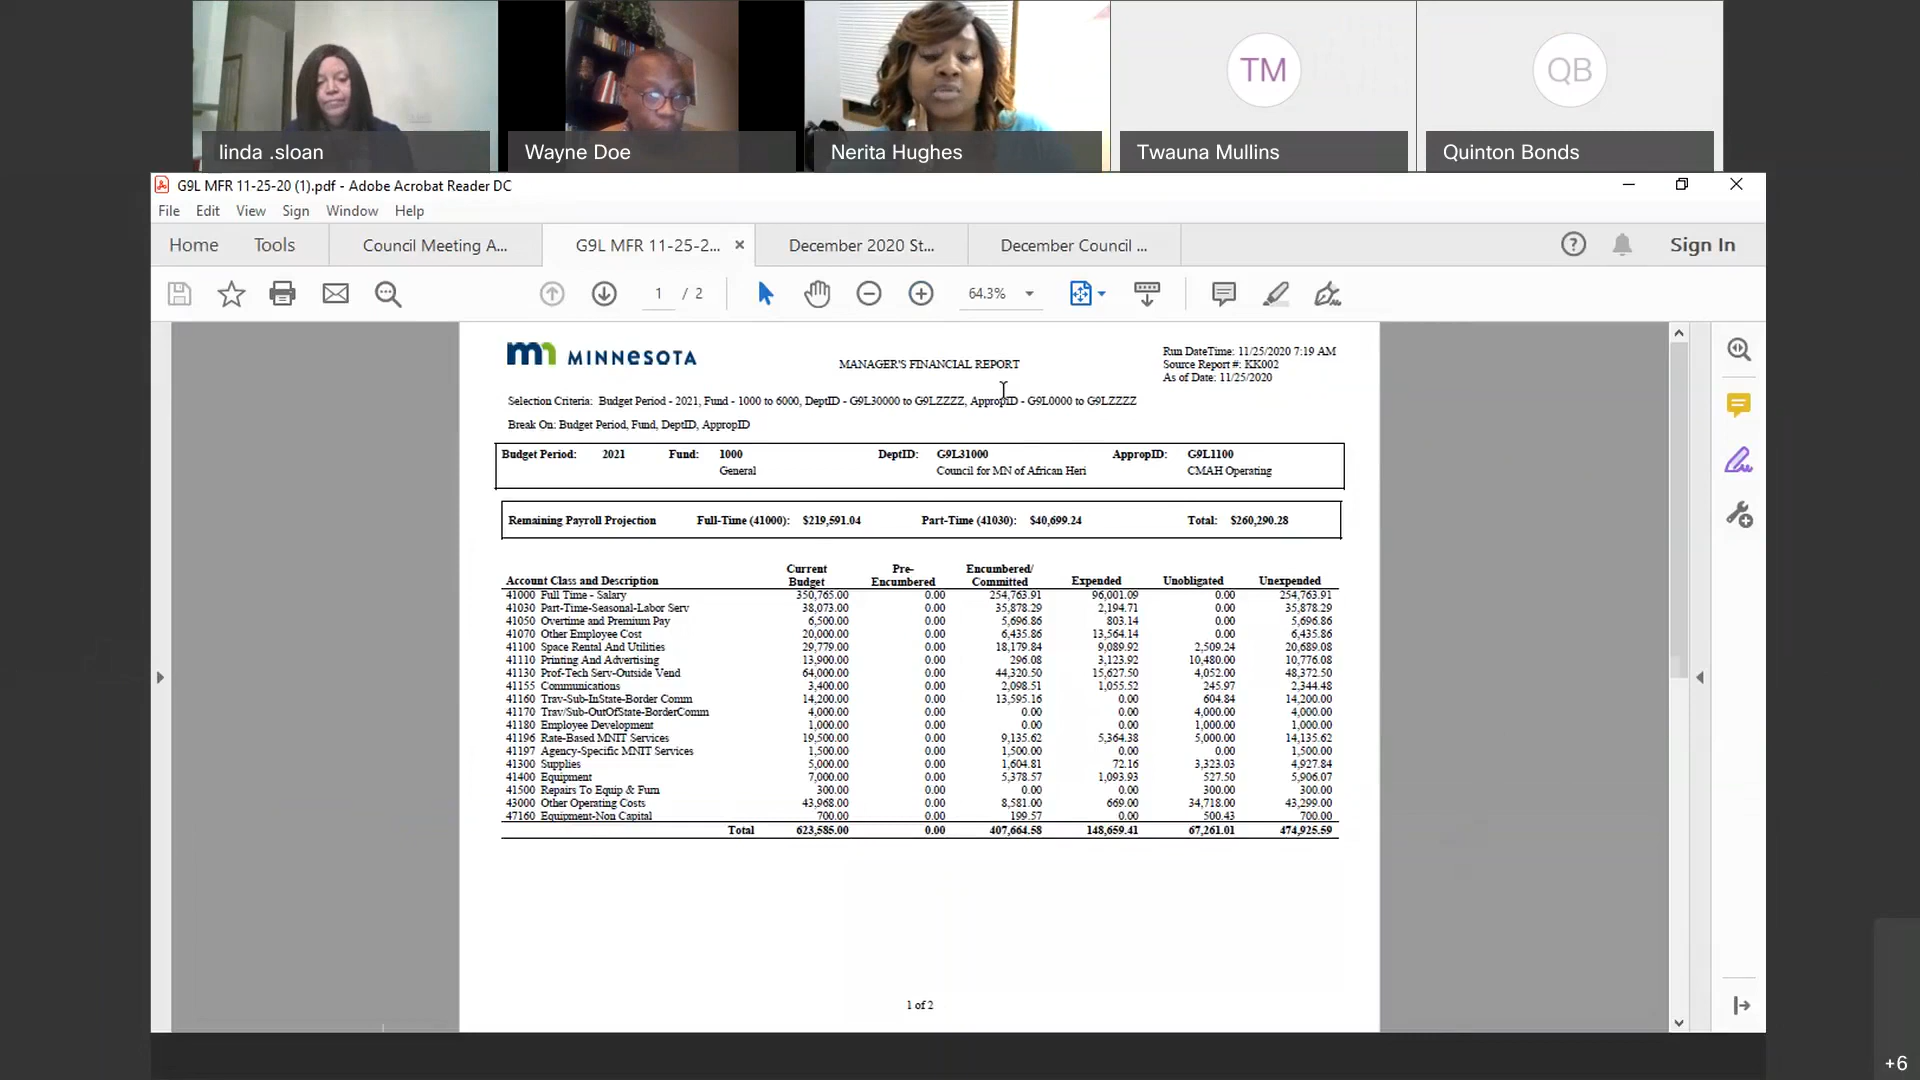 TM
QB
linda .sloan
Wayne Doe
Nerita Hughes
Twauna Mullins
Quinton Bonds
G9L MFR 11-25-20 (1).pdf - Adobe Acrobat Reader DC
File Edit View Sign Window Help
Home Tools Council Meeting A... G9L MFR 11-25-2... December 2020 St... December Council ... Sign In
1 / 2 64.3%
mn MINNESOTA
MANAGER'S FINANCIAL REPORT
Run DateTime: 11/25/2020 7:19 AM
Source Report #: KK002
As of Date: 11/25/2020
Selection Criteria: Budget Period - 2021, Fund - 1000 to 6000, DeptID - G9L30000 to G9LZZZZ, AppropID - G9L0000 to G9LZZZZ
Break On: Budget Period, Fund, DeptID, AppropID
Budget Period: 2021 Fund: 1000 DeptID: G9L31000 AppropID: G9L1100
General Council for MN of African Heri CMAH Operating
Remaining Payroll Projection Full-Time (41000): $219,591.04 Part-Time (41030): $40,699.24 Total: $260,290.28
Account Class and Description Current Budget Pre-Encumbered Encumbered/Committed Expended Unobligated Unexpended
41000 Full Time - Salary 350,765.00 0.00 254,763.91 96,001.09 0.00 254,763.91
41030 Part-Time-Seasonal-Labor Serv 38,073.00 0.00 35,878.29 2,194.71 0.00 35,878.29
41050 Overtime and Premium Pay 6,500.00 0.00 5,696.86 803.14 0.00 5,696.86
41070 Other Employee Cost 20,000.00 0.00 6,435.86 13,564.14 0.00 6,435.86
41100 Space Rental And Utilities 29,779.00 0.00 18,179.84 9,089.92 2,509.24 20,689.08
41110 Printing And Advertising 13,900.00 0.00 296.08 3,123.92 10,480.00 10,776.08
41130 Prof-Tech Serv-Outside Vend 64,000.00 0.00 44,320.50 15,627.50 4,052.00 48,372.50
41155 Communications 3,400.00 0.00 2,098.51 1,055.52 245.97 2,344.48
41160 Trav-Sub-InState-Border Comm 14,200.00 0.00 13,595.16 0.00 604.84 14,200.00
41170 Trav/Sub-OutOfState-BorderComm 4,000.00 0.00 0.00 0.00 4,000.00 4,000.00
41180 Employee Development 1,000.00 0.00 0.00 0.00 1,000.00 1,000.00
41196 Rate-Based MNIT Services 19,500.00 0.00 9,135.62 5,364.38 5,000.00 14,135.62
41197 Agency-Specific MNIT Services 1,500.00 0.00 1,500.00 0.00 0.00 1,500.00
41300 Supplies 5,000.00 0.00 1,604.81 72.16 3,323.03 4,927.84
41400 Equipment 7,000.00 0.00 5,378.57 1,093.93 527.50 5,906.07
41500 Repairs To Equip & Furn 300.00 0.00 0.00 0.00 300.00 300.00
43000 Other Operating Costs 43,968.00 0.00 8,581.00 669.00 34,718.00 43,299.00
47160 Equipment-Non Capital 700.00 0.00 199.57 0.00 500.43 700.00
Total 623,585.00 0.00 407,664.58 148,659.41 67,261.01 474,925.59
1 of 2
+6